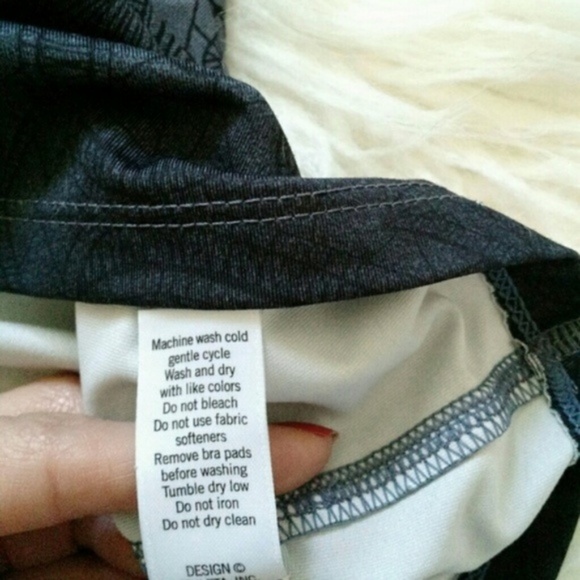 Machine wash cold
gentle cycle
Wash and dry
with like colors
Do not bleach
Do not use fabric
softeners
Remove bra pads
before washing
Tumble dry low
Do not iron
Do not dry clean
DESIGN ©